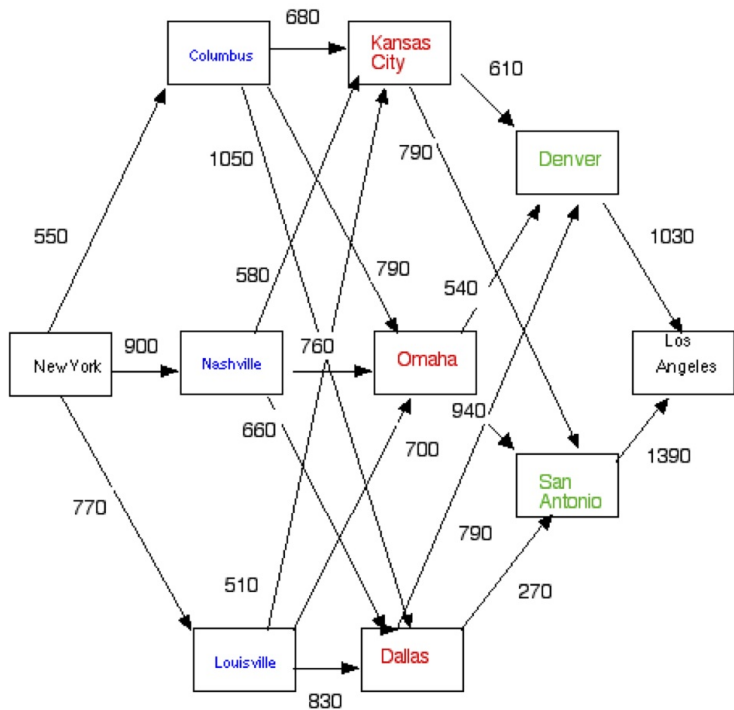 680
Columbus
Kansas
City
610
1050
790
Denver
550
1030
580
790
540
New York
900
Nashville
760
Omaha
Los
Angeles
660
700
940
1390
San
Antonio
770
510
790
270
Louisville
830
Dallas